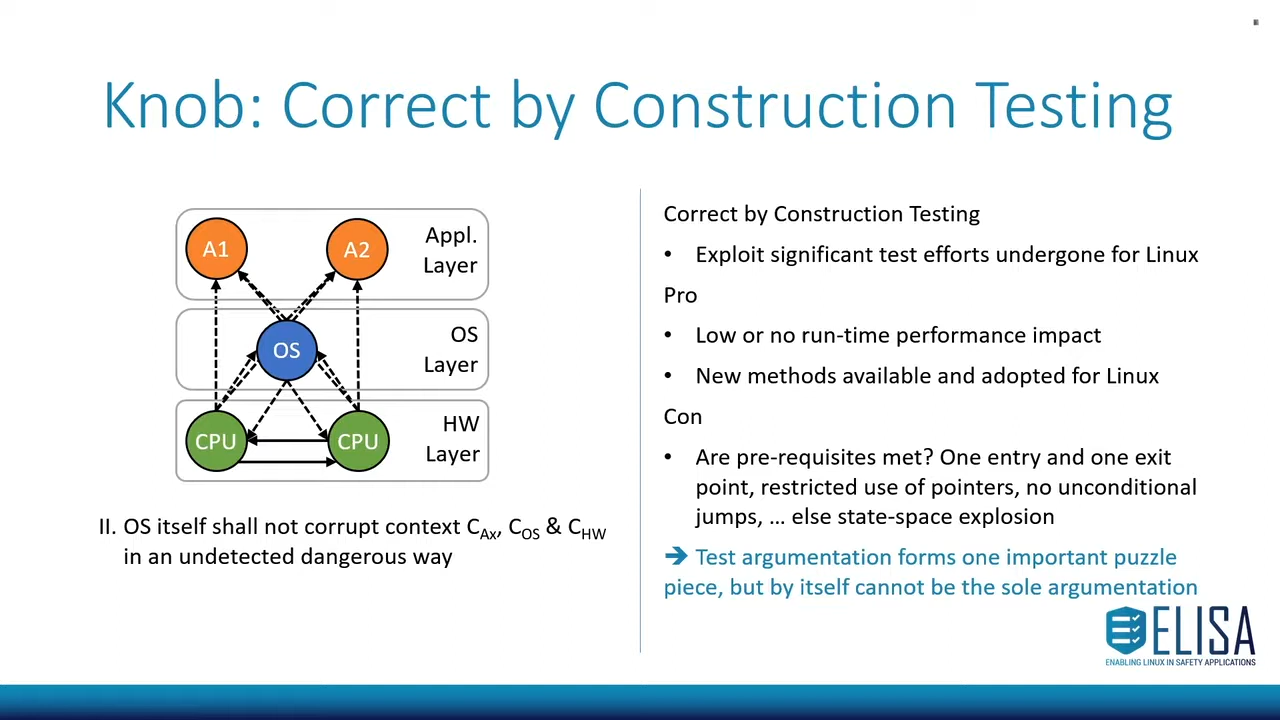 Knob: Correct by Construction Testing
A1
A2
Appl.
Layer
OS
OS
Layer
CPU
CPU
HW
Layer
II. OS itself shall not corrupt context C_Ax, C_OS & C_HW
in an undetected dangerous way
Correct by Construction Testing
• Exploit significant test efforts undergone for Linux
Pro
• Low or no run-time performance impact
• New methods available and adopted for Linux
Con
• Are pre-requisites met? One entry and one exit
point, restricted use of pointers, no unconditional
jumps, … else state-space explosion
➔ Test argumentation forms one important puzzle
piece, but by itself cannot be the sole argumentation
ELISA
ENABLING LINUX IN SAFETY APPLICATIONS